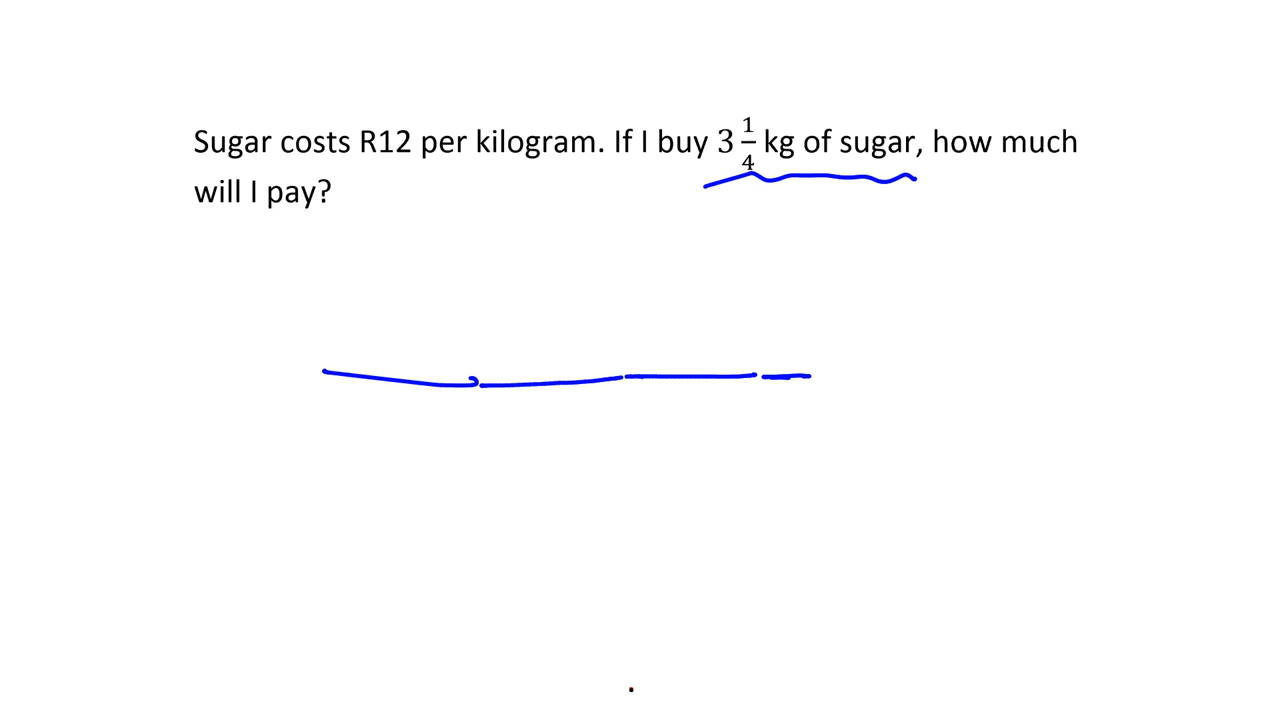 Sugar costs R12 per kilogram. If I buy 3 1/4 kg of sugar, how much
will I pay?